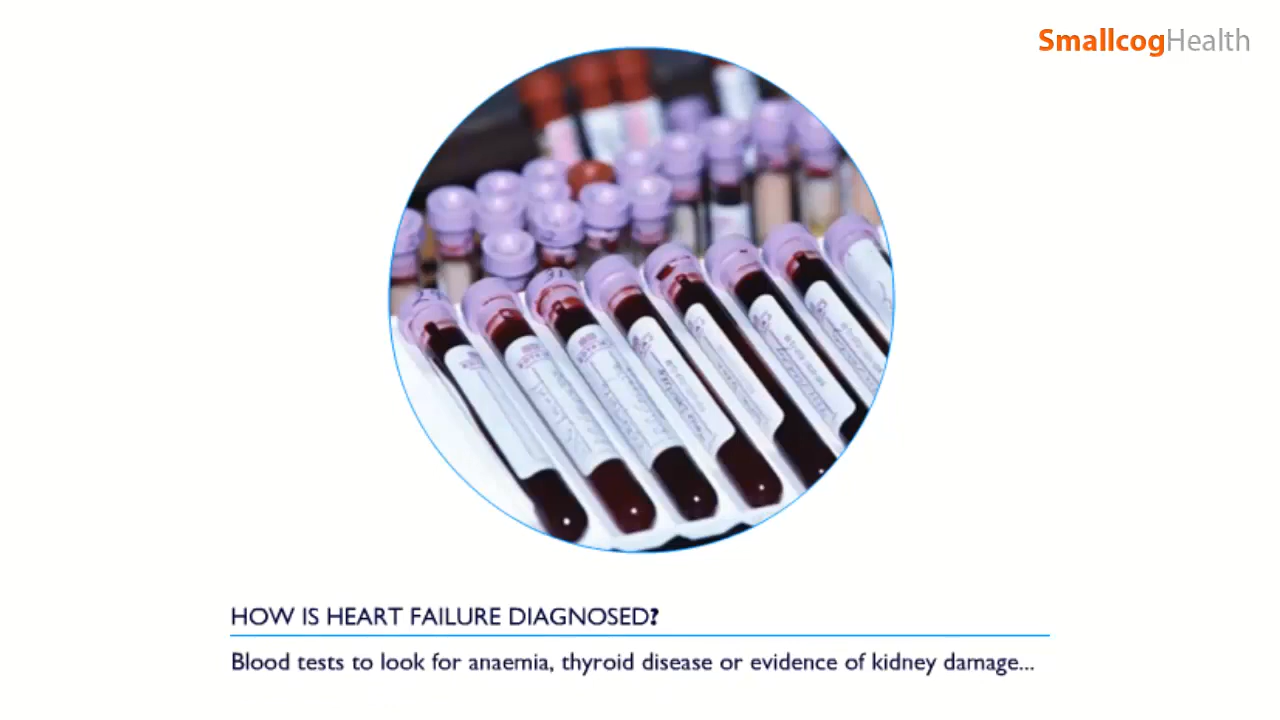 SmallcogHealth
HOW IS HEART FAILURE DIAGNOSED?
Blood tests to look for anaemia, thyroid disease or evidence of kidney damage...